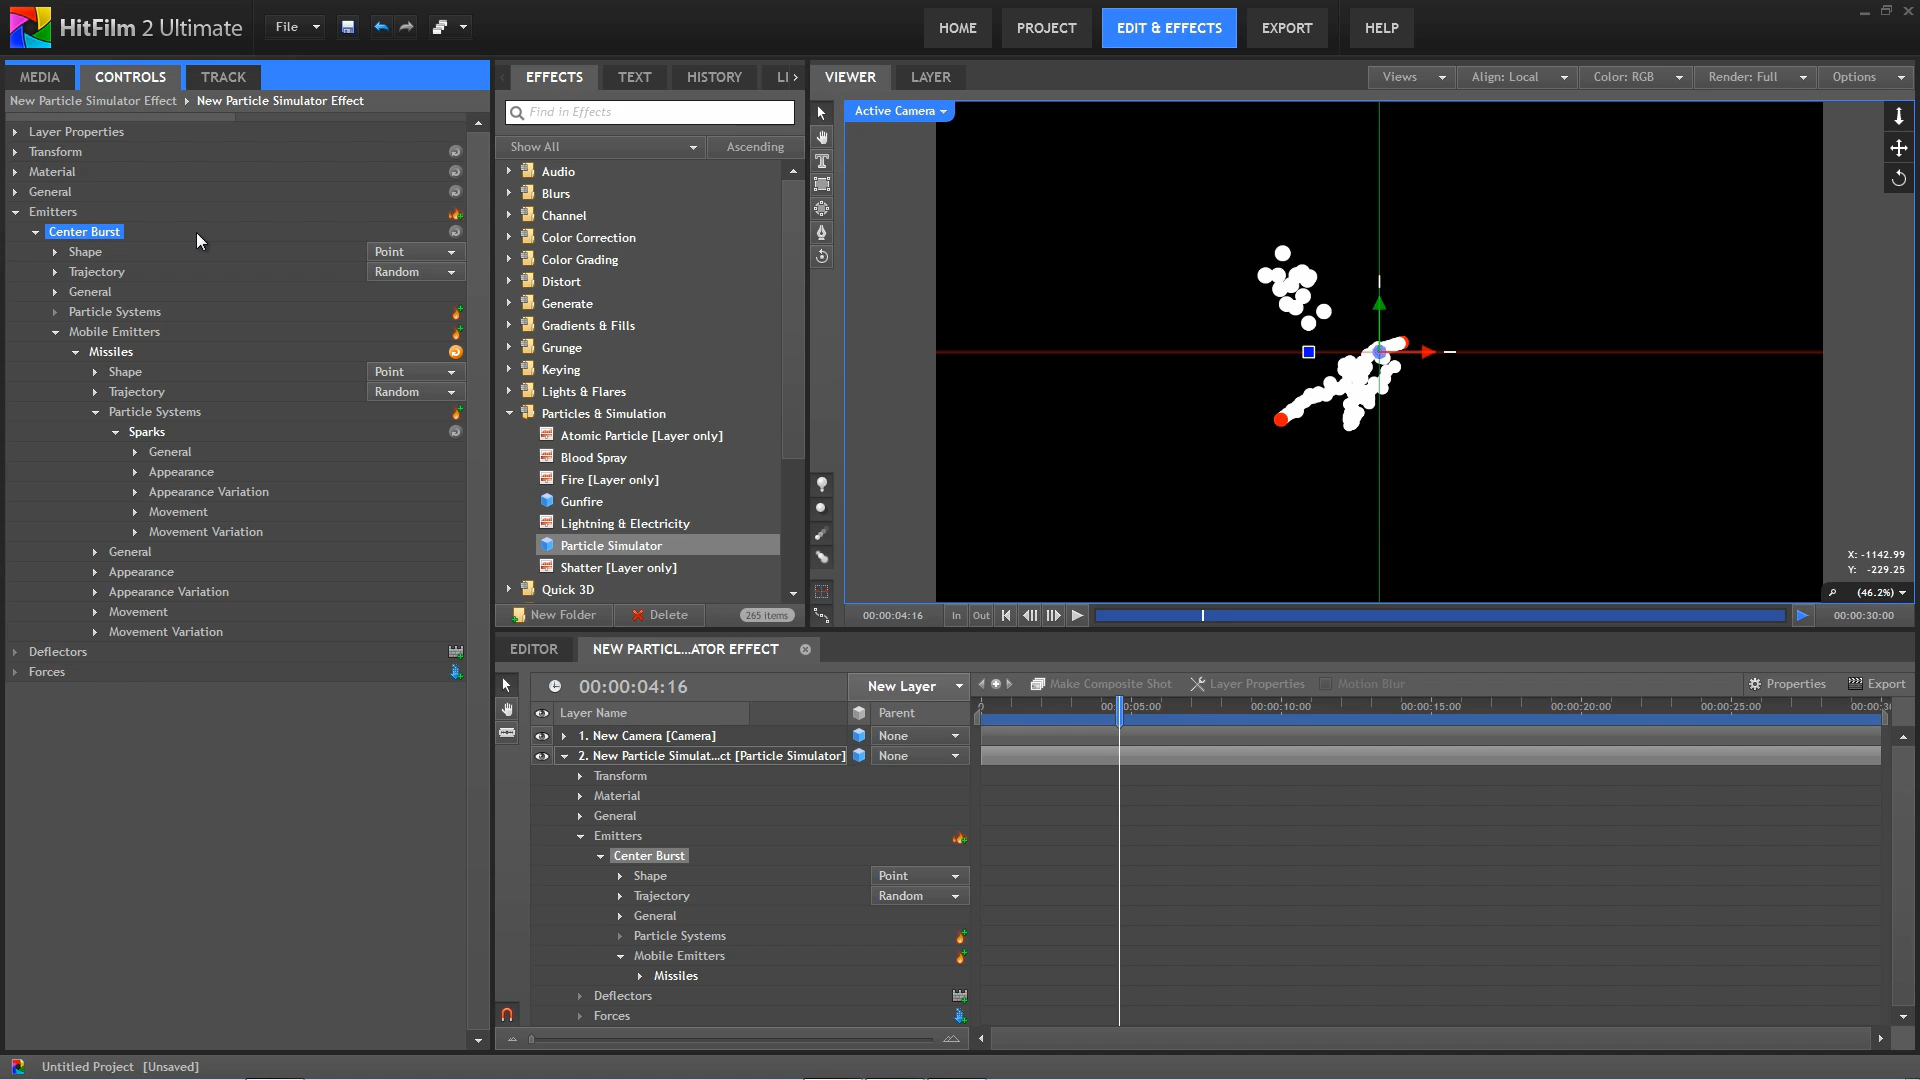 HitFilm 2 Ultimate
File
HOME
PROJECT
EDIT & EFFECTS
EXPORT
HELP
MEDIA
CONTROLS
TRACK
New Particle Simulator Effect
New Particle Simulator Effect
Layer Properties
Transform
Material
General
Emitters
Center Burst
Shape
Point
Trajectory
Random
General
Particle Systems
Mobile Emitters
Missiles
Shape
Point
Trajectory
Random
Particle Systems
Sparks
General
Appearance
Appearance Variation
Movement
Movement Variation
General
Appearance
Appearance Variation
Movement
Movement Variation
Deflectors
Forces
EFFECTS
TEXT
HISTORY
LI
Find in Effects
Show All
Ascending
Audio
Blurs
Channel
Color Correction
Color Grading
Distort
Generate
Gradients & Fills
Grunge
Keying
Lights & Flares
Particles & Simulation
Atomic Particle [Layer only]
Blood Spray
Fire [Layer only]
Gunfire
Lightning & Electricity
Particle Simulator
Shatter [Layer only]
Quick 3D
New Folder
Delete
265 items
VIEWER
LAYER
Views
Align: Local
Color: RGB
Render: Full
Options
Active Camera
X: -1142.99
Y: -229.25
(46.2%)
00:00:04:16
In
Out
00:00:30:00
EDITOR
NEW PARTICL...ATOR EFFECT
00:00:04:16
New Layer
Make Composite Shot
Layer Properties
Motion Blur
Properties
Export
Layer Name
Parent
0
00:00:05:00
00:00:10:00
00:00:15:00
00:00:20:00
00:00:25:00
00:00:3
1. New Camera [Camera]
None
2. New Particle Simulat...ct [Particle Simulator]
None
Transform
Material
General
Emitters
Center Burst
Shape
Point
Trajectory
Random
General
Particle Systems
Mobile Emitters
Missiles
Deflectors
Forces
Untitled Project [Unsaved]